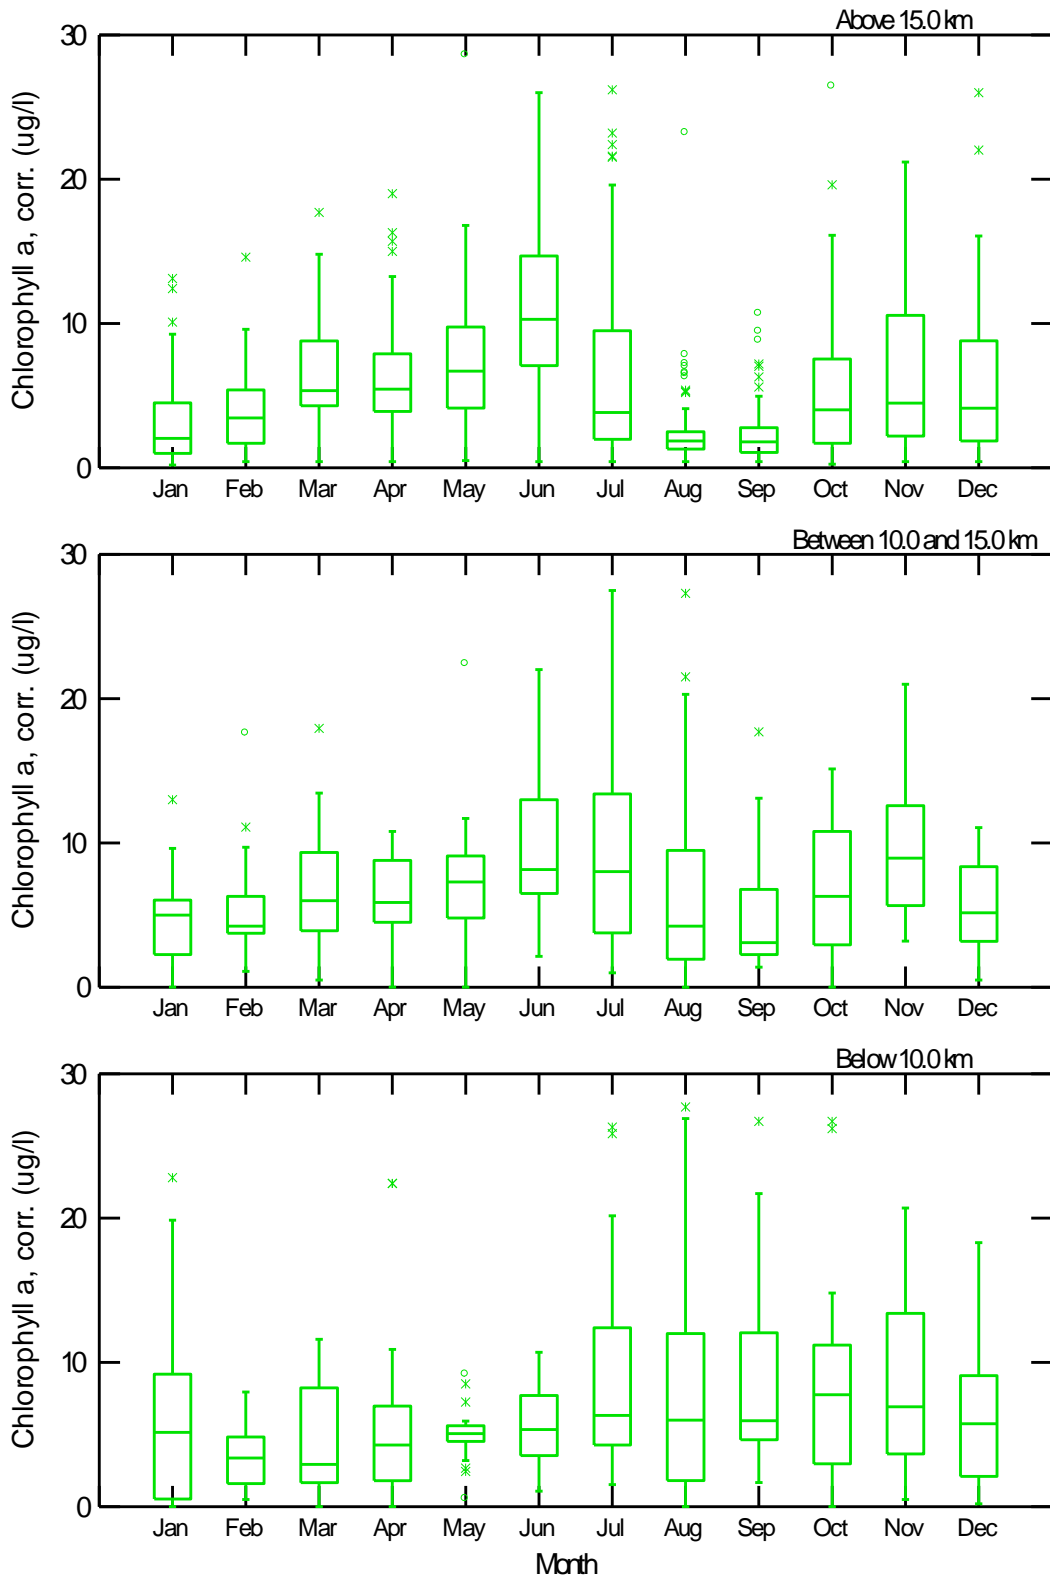 Above 15.0 km
Chlorophyll a, corr. (ug/l)
30
20
10
0
Jan Feb Mar Apr May Jun Jul Aug Sep Oct Nov Dec
Between 10.0 and 15.0 km
Chlorophyll a, corr. (ug/l)
30
20
10
0
Jan Feb Mar Apr May Jun Jul Aug Sep Oct Nov Dec
Below 10.0 km
Chlorophyll a, corr. (ug/l)
30
20
10
0
Jan Feb Mar Apr May Jun Jul Aug Sep Oct Nov Dec
Month